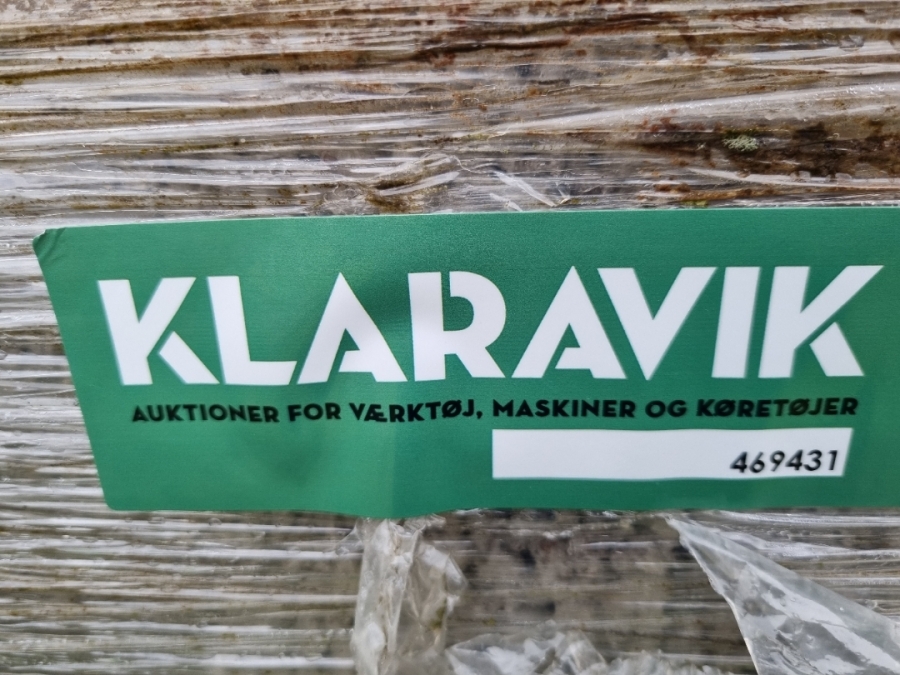 KLARAVIK
AUKTIONER FOR VÆRKTØJ, MASKINER OG KØRETØJER
469431